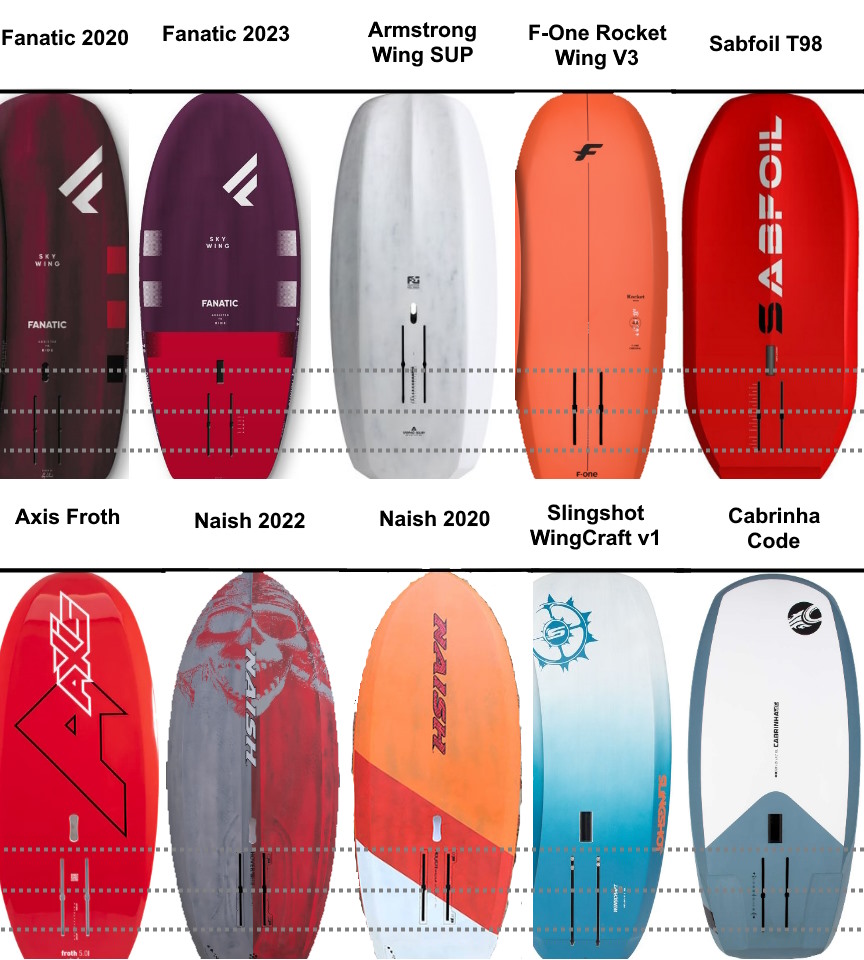 Fanatic 2020
Fanatic 2023
Armstrong
Wing SUP
F-One Rocket
Wing V3
Sabfoil T98
SKY
WING
FANATIC
SKY
WING
FANATIC
F-one
Rocket
SABFOIL
Axis Froth
Naish 2022
Naish 2020
Slingshot
WingCraft v1
Cabrinha
Code
AXIS
froth 5.0l
NAISH
NAISH
SLINGSHOT
CABRINHA